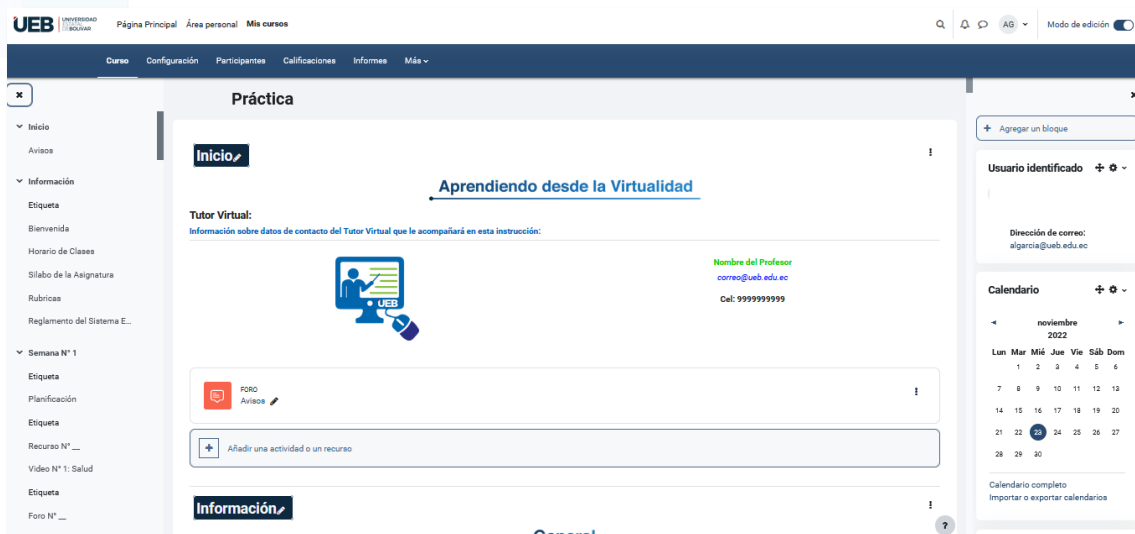 UEB UNIVERSIDAD ESTATAL DE BOLÍVAR
Página Principal Área personal Mis cursos
AG Modo de edición
Curso Configuración Participantes Calificaciones Informes Más
Práctica
Inicio
Avisos
Información
Etiqueta
Bienvenida
Horario de Clases
Silabo de la Asignatura
Rubricas
Reglamento del Sistema E...
Semana N° 1
Etiqueta
Planificación
Etiqueta
Recurso N° __
Video N° 1: Salud
Etiqueta
Foro N° __
Inicio
Aprendiendo desde la Virtualidad
Tutor Virtual:
Información sobre datos de contacto del Tutor Virtual que le acompañará en esta instrucción:
UEB
Nombre del Profesor
correo@ueb.edu.ec
Cel: 9999999999
FORO
Avisos
+ Añadir una actividad o un recurso
Información
General
?
+ Agregar un bloque
Usuario identificado
Dirección de correo:
algarcia@ueb.edu.ec
Calendario
◄ noviembre ►
2022
Lun Mar Mié Jue Vie Sáb Dom
1 2 3 4 5 6
7 8 9 10 11 12 13
14 15 16 17 18 19 20
21 22 23 24 25 26 27
28 29 30
Calendario completo
Importar o exportar calendarios